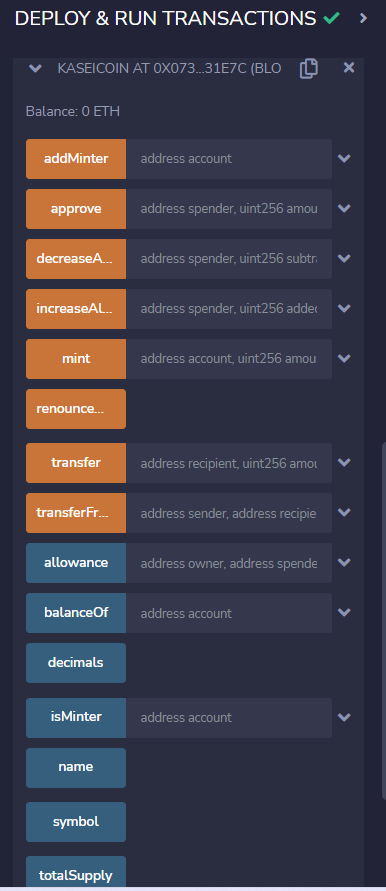 DEPLOY & RUN TRANSACTIONS
KASEICOIN AT 0X073...31E7C (BLO
Balance: 0 ETH
addMinter address account
approve address spender, uint256 amou
decreaseA... address spender, uint256 subtra
increaseAl... address spender, uint256 added
mint address account, uint256 amou
renounce...
transfer address recipient, uint256 amou
transferFr... address sender, address recipie
allowance address owner, address spende
balanceOf address account
decimals
isMinter address account
name
symbol
totalSupply